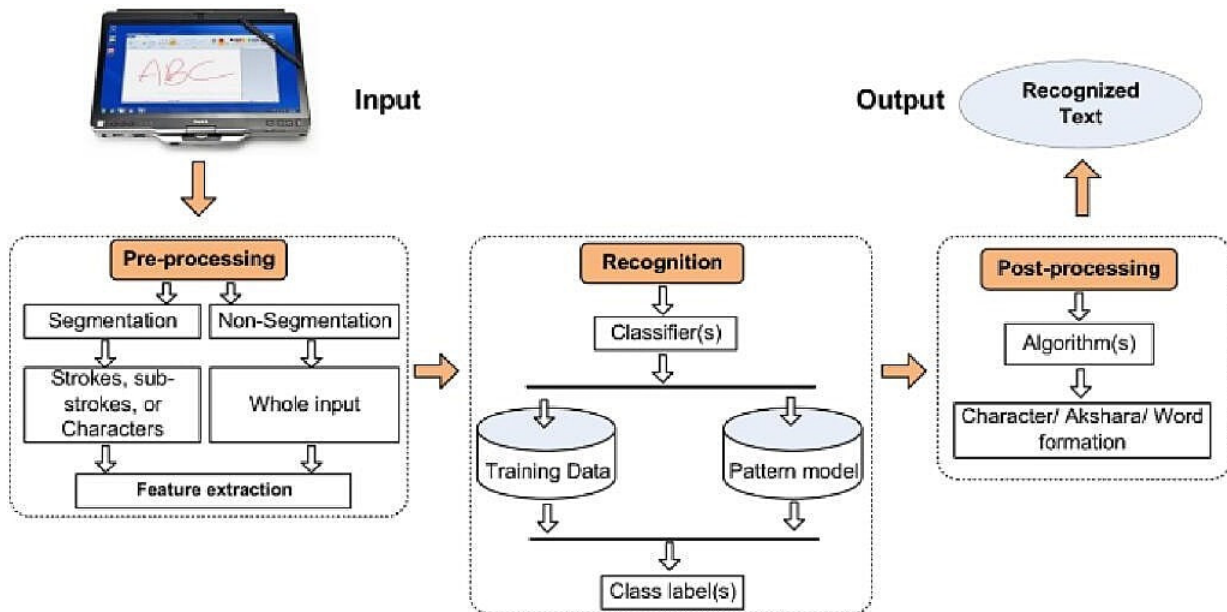 ABC
Input
Output
Recognized
Text
Pre-processing
Segmentation
Non-Segmentation
Strokes, sub-
strokes, or
Characters
Whole input
Feature extraction
Recognition
Classifier(s)
Training Data
Pattern model
Class label(s)
Post-processing
Algorithm(s)
Character/ Akshara/ Word
formation